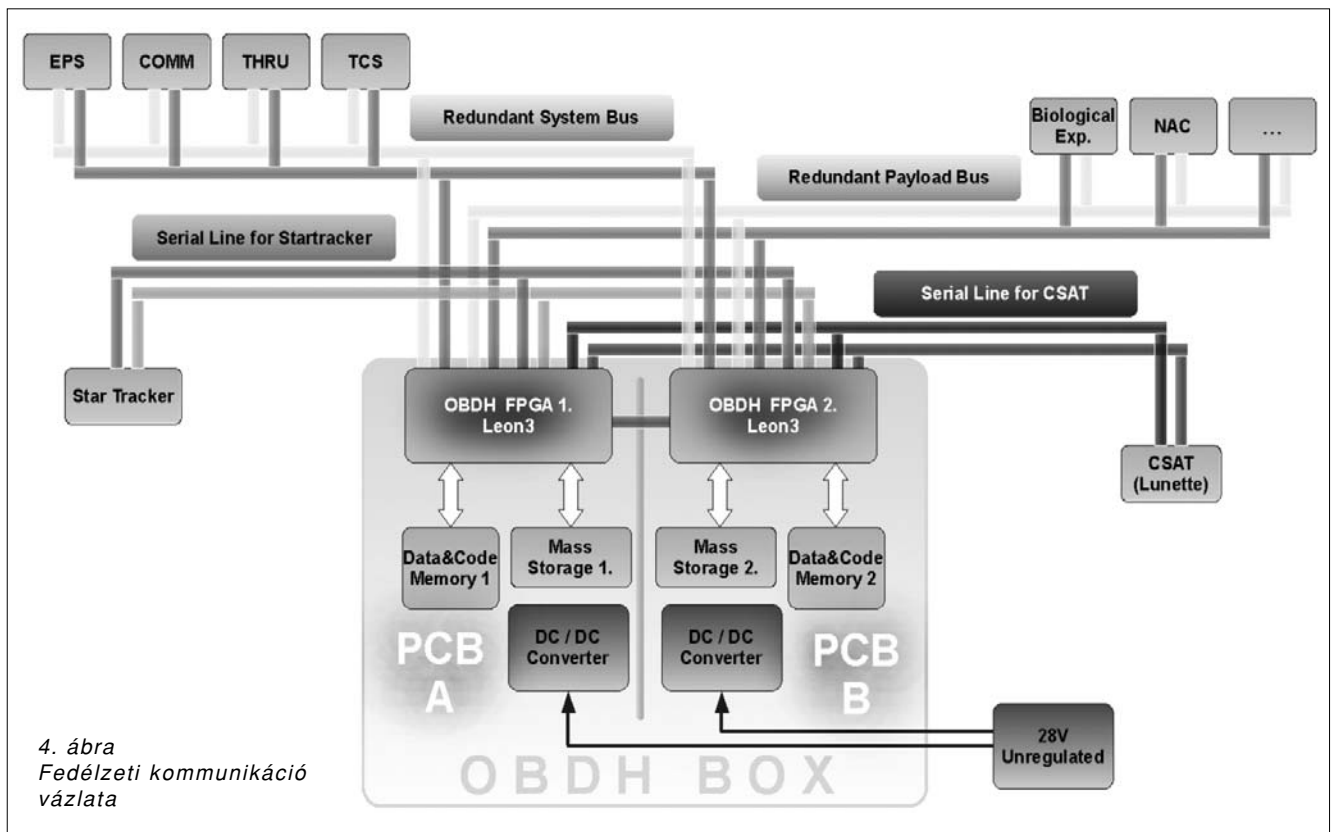 EPS
COMM
THRU
TCS
Redundant System Bus
Biological
Exp.
NAC
...
Redundant Payload Bus
Serial Line for Startracker
Serial Line for CSAT
Star Tracker
OBDH FPGA 1.
Leon3
OBDH FPGA 2.
Leon3
CSAT
(Lunette)
Data&Code
Memory 1
Mass
Storage 1.
Mass
Storage 2.
Data&Code
Memory 2
PCB
A
DC / DC
Converter
DC / DC
Converter
PCB
B
28V
Unregulated
OBDH BOX
4. ábra
Fedélzeti kommunikáció
vázlata